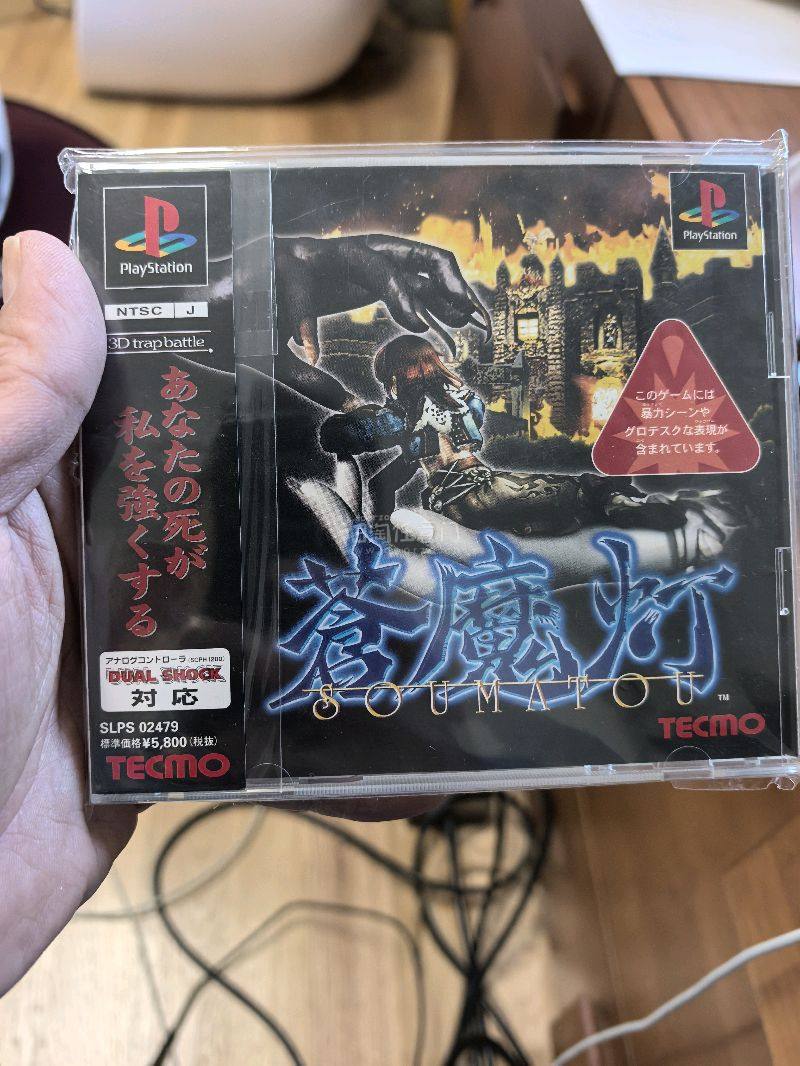 PlayStation
NTSC J
3D trap battle.
あなたの死が
私を強くする
アナログコントローラ(SCPH1200)
DUAL SHOCK
対応
SLPS 02479
標準価格¥5,800(税抜)
TECMO
PlayStation
このゲームには
暴力シーンや
グロテスクな表現が
含まれています。
蒼魔灯
SOUMATOU™
TECMO